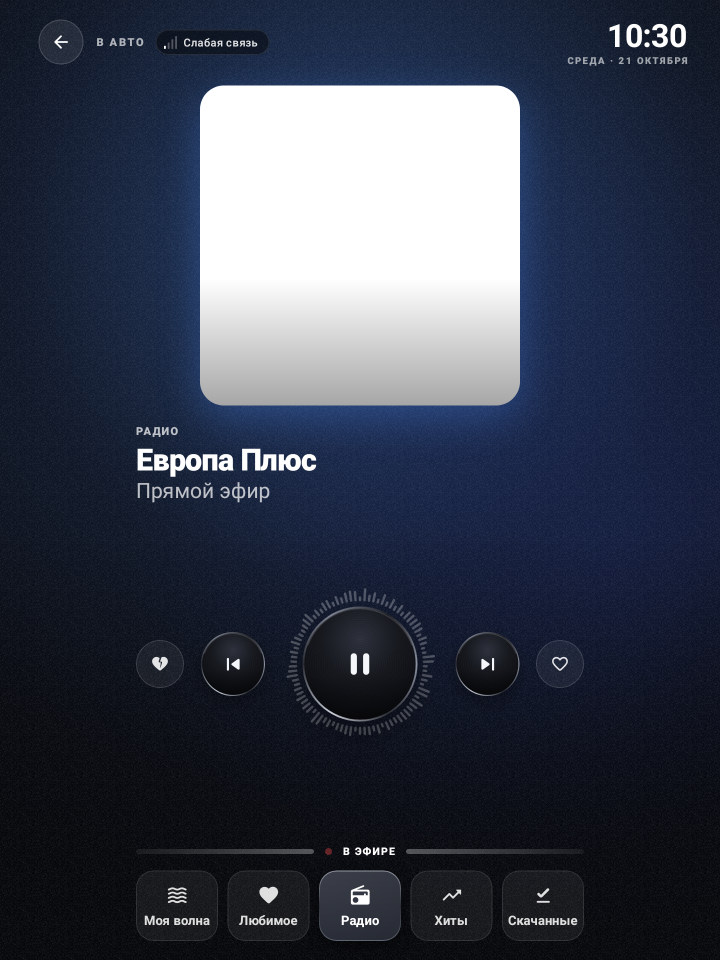 В АВТО
Слабая связь
10:30
СРЕДА · 21 ОКТЯБРЯ
РАДИО
Европа Плюс
Прямой эфир
В ЭФИРЕ
Моя волна
Любимое
Радио
Хиты
Скачанные